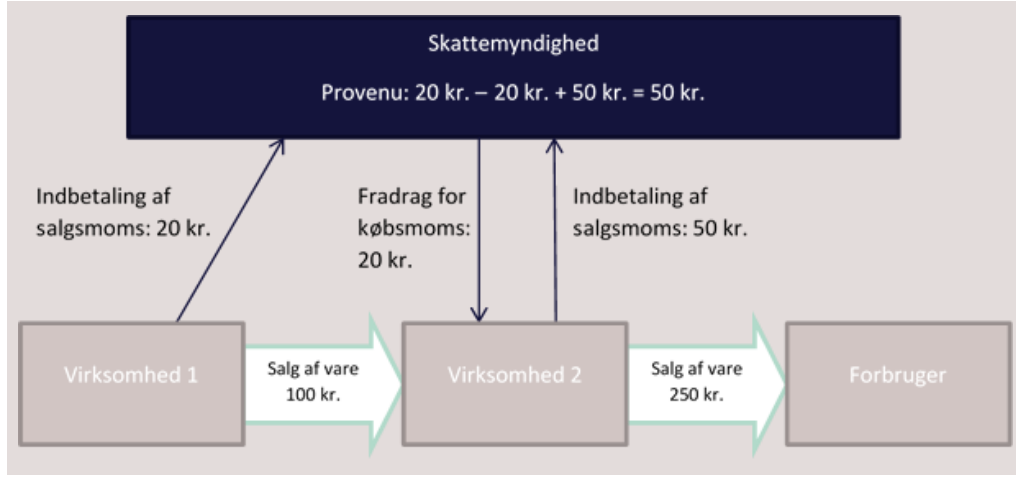 Skattemyndighed
Provenu: 20 kr. – 20 kr. + 50 kr. = 50 kr.
Indbetaling af
salgsmoms: 20 kr.
Fradrag for
købsmoms:
20 kr.
Indbetaling af
salgsmoms: 50 kr.
Virksomhed 1
Salg af vare
100 kr.
Virksomhed 2
Salg af vare
250 kr.
Forbruger